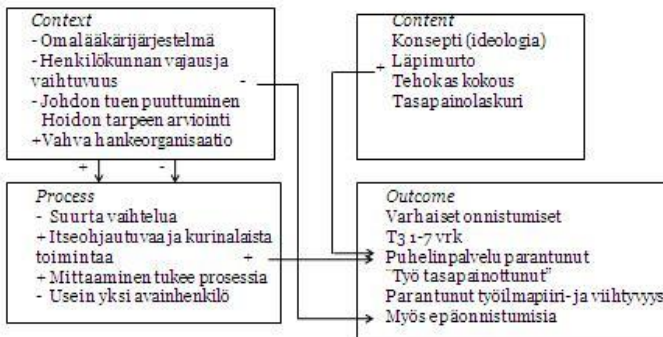 Context
- Omalääkärijärjestelmä
- Henkilökunnan vajaus ja
vaihtuvuus -
- Johdon tuen puuttuminen
Hoidon tarpeen arviointi
+Vahva hankeorganisaatio
+ -
Content
Konsepti (ideologia)
Läpimurto
+
Tehokas kokous
Tasapainolaskuri
Process
- Suurta vaihtelua
+ Itseohjautuvaa ja kurinalaista
toimintaa +
+ Mittaaminen tukee prosessia
- Usein yksi avainhenkilö
Outcome
Varhaiset onnistumiset
T3 1-7 vrk
Puhelinpalvelu parantunut
"Työ tasapainottunut"
Parantunut työilmapiiri- ja viihtyvyys
Myös epäonnistumisia